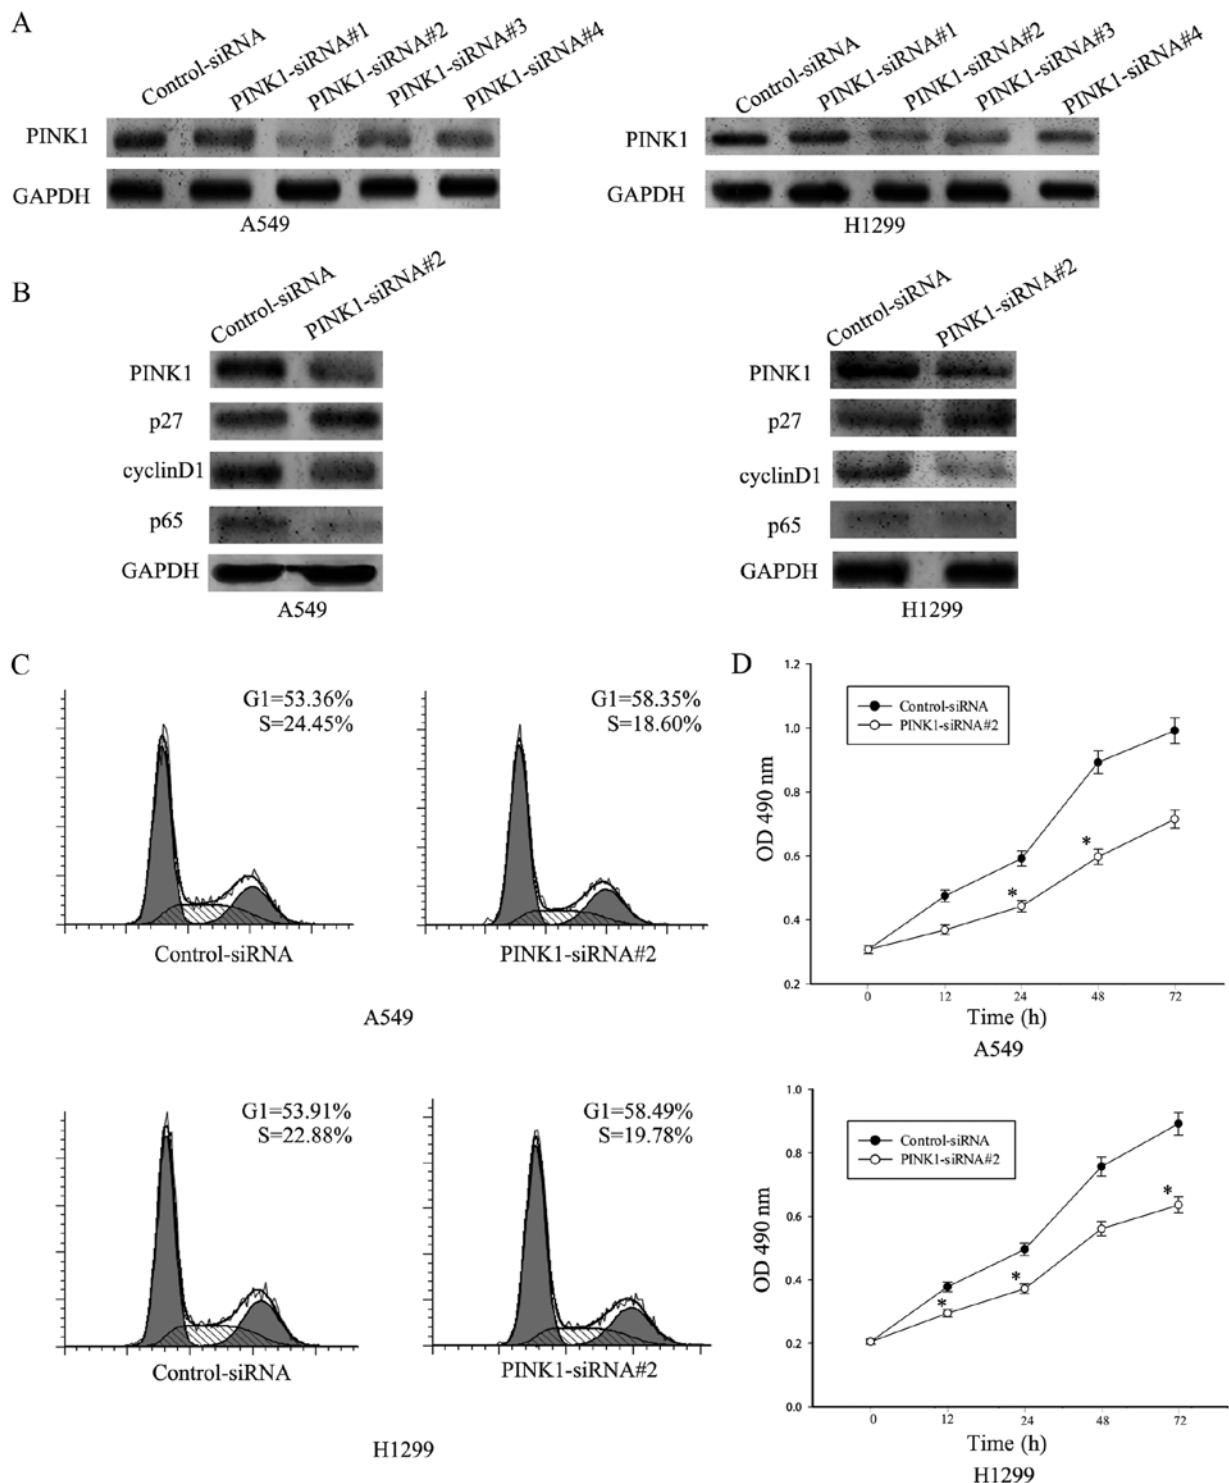 A
Control-siRNA
PINK1-siRNA#1
PINK1-siRNA#2
PINK1-siRNA#3
PINK1-siRNA#4
PINK1
GAPDH
A549
Control-siRNA
PINK1-siRNA#1
PINK1-siRNA#2
PINK1-siRNA#3
PINK1-siRNA#4
PINK1
GAPDH
H1299
B
Control-siRNA
PINK1-siRNA#2
PINK1
p27
cyclinD1
p65
GAPDH
A549
Control-siRNA
PINK1-siRNA#2
PINK1
p27
cyclinD1
p65
GAPDH
H1299
C
G1=53.36%
S=24.45%
Control-siRNA
G1=58.35%
S=18.60%
PINK1-siRNA#2
A549
G1=53.91%
S=22.88%
Control-siRNA
G1=58.49%
S=19.78%
PINK1-siRNA#2
H1299
D
OD 490 nm
1.2
1.0
0.8
0.6
0.4
0.2
Control-siRNA
PINK1-siRNA#2
*
*
0 12 24 48 72
Time (h)
A549
OD 490 nm
1.0
0.8
0.6
0.4
0.2
0.0
Control-siRNA
PINK1-siRNA#2
*
*
*
0 12 24 48 72
Time (h)
H1299